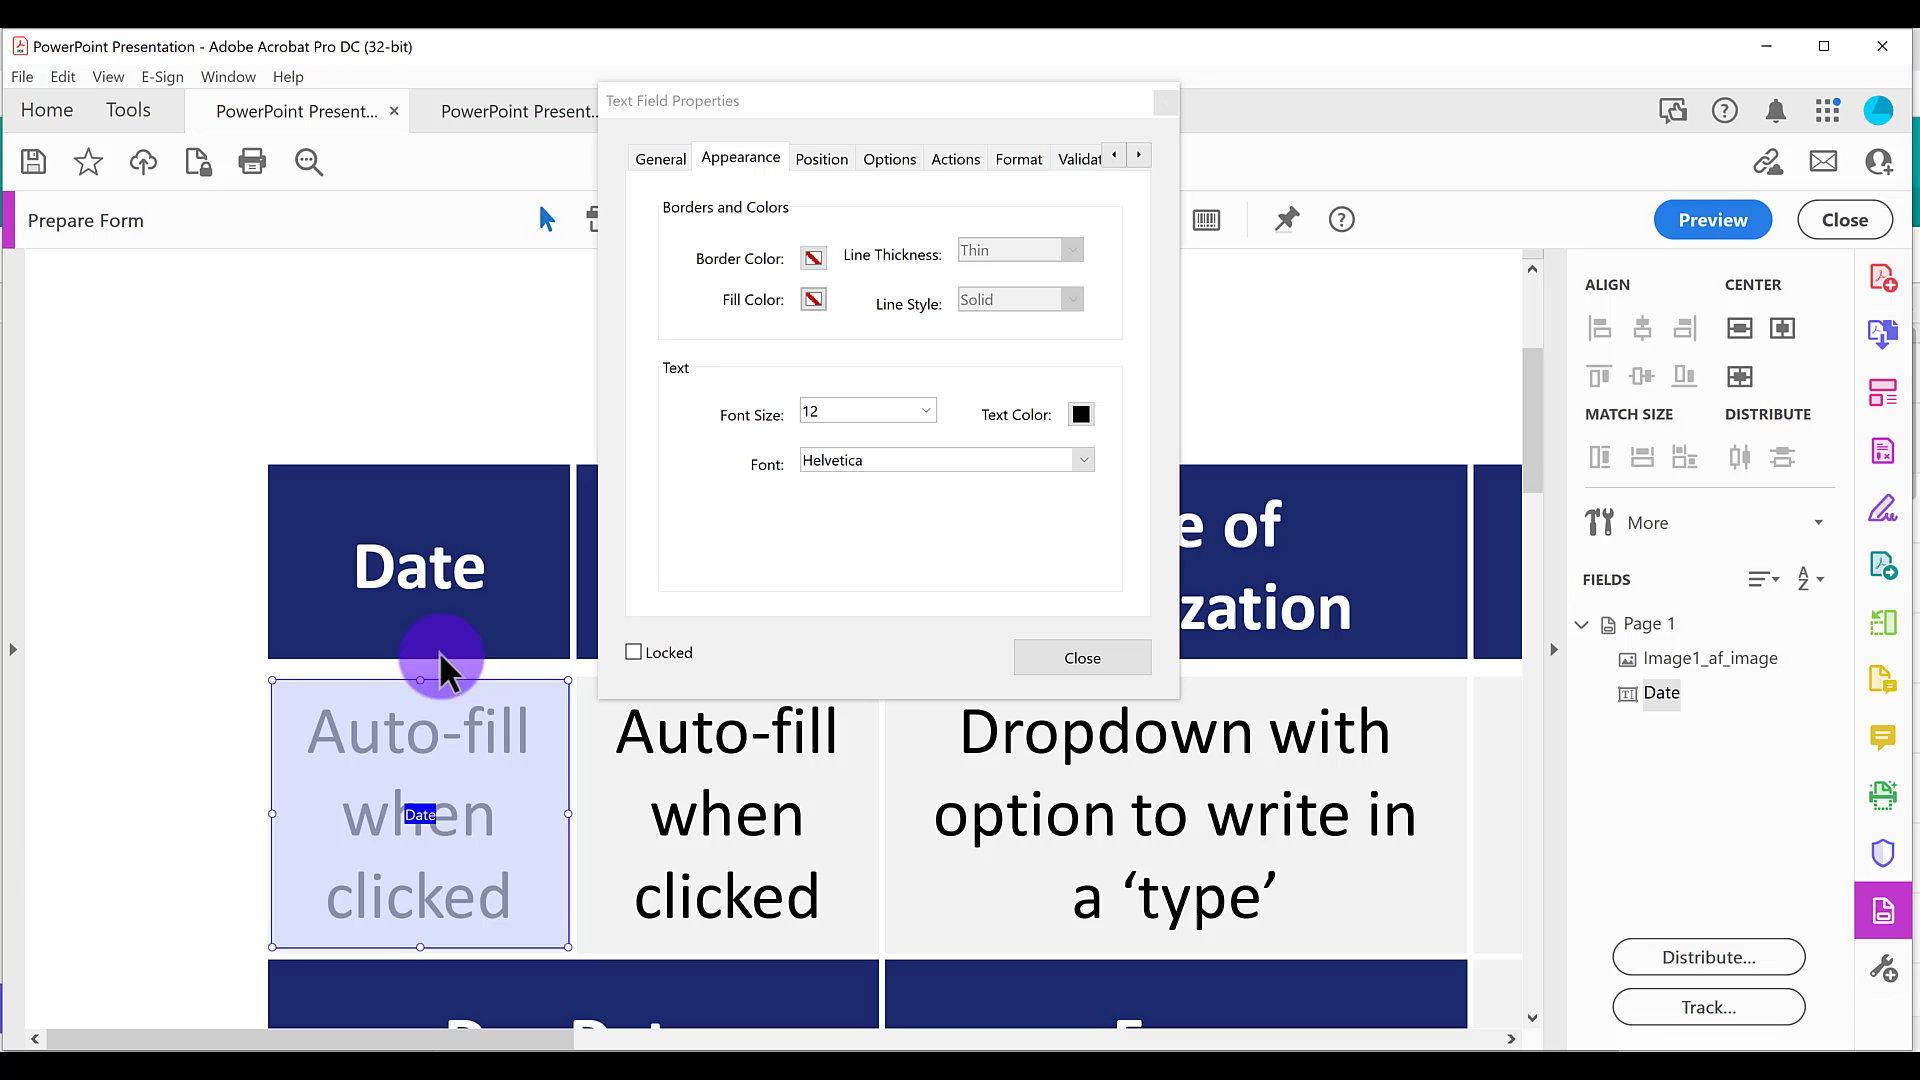 PowerPoint Presentation - Adobe Acrobat Pro DC (32-bit)
File Edit View E-Sign Window Help
Home Tools PowerPoint Present... × PowerPoint Present...
Prepare Form
Preview Close
Text Field Properties
General Appearance Position Options Actions Format Validat
Borders and Colors
Border Color: Line Thickness: Thin
Fill Color: Line Style: Solid
Text
Font Size: 12 Text Color:
Font: Helvetica
Locked Close
Date
e of
zation
Auto-fill
when
clicked
Date
Auto-fill
when
clicked
Dropdown with
option to write in
a ‘type’
ALIGN CENTER
MATCH SIZE DISTRIBUTE
More
FIELDS
Page 1
Image1_af_image
Date
Distribute...
Track...